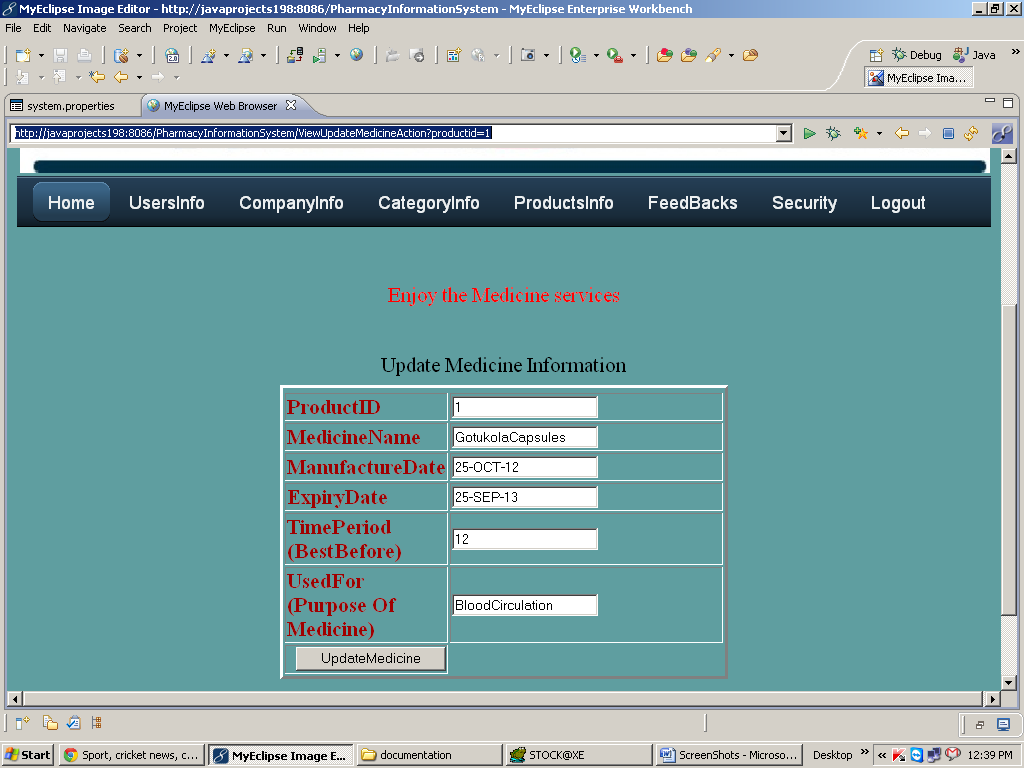 MyEclipse Image Editor - http://javaprojects198:8086/PharmacyInformationSystem - MyEclipse Enterprise Workbench
File Edit Navigate Search Project MyEclipse Run Window Help
2.0
Debug Java »
MyEclipse Ima...
system.properties MyEclipse Web Browser
http://javaprojects198:8086/PharmacyInformationSystem/ViewUpdateMedicineAction?productid=1
Home UsersInfo CompanyInfo CategoryInfo ProductsInfo FeedBacks Security Logout
Enjoy the Medicine services
Update Medicine Information
ProductID 1
MedicineName GotukolaCapsules
ManufactureDate 25-OCT-12
ExpiryDate 25-SEP-13
TimePeriod
(BestBefore) 12
UsedFor
(Purpose Of BloodCirculation
Medicine)
UpdateMedicine
Start Sport, cricket news, c... MyEclipse Image E... documentation STOCK@XE ScreenShots - Microso... Desktop » « 12:39 PM